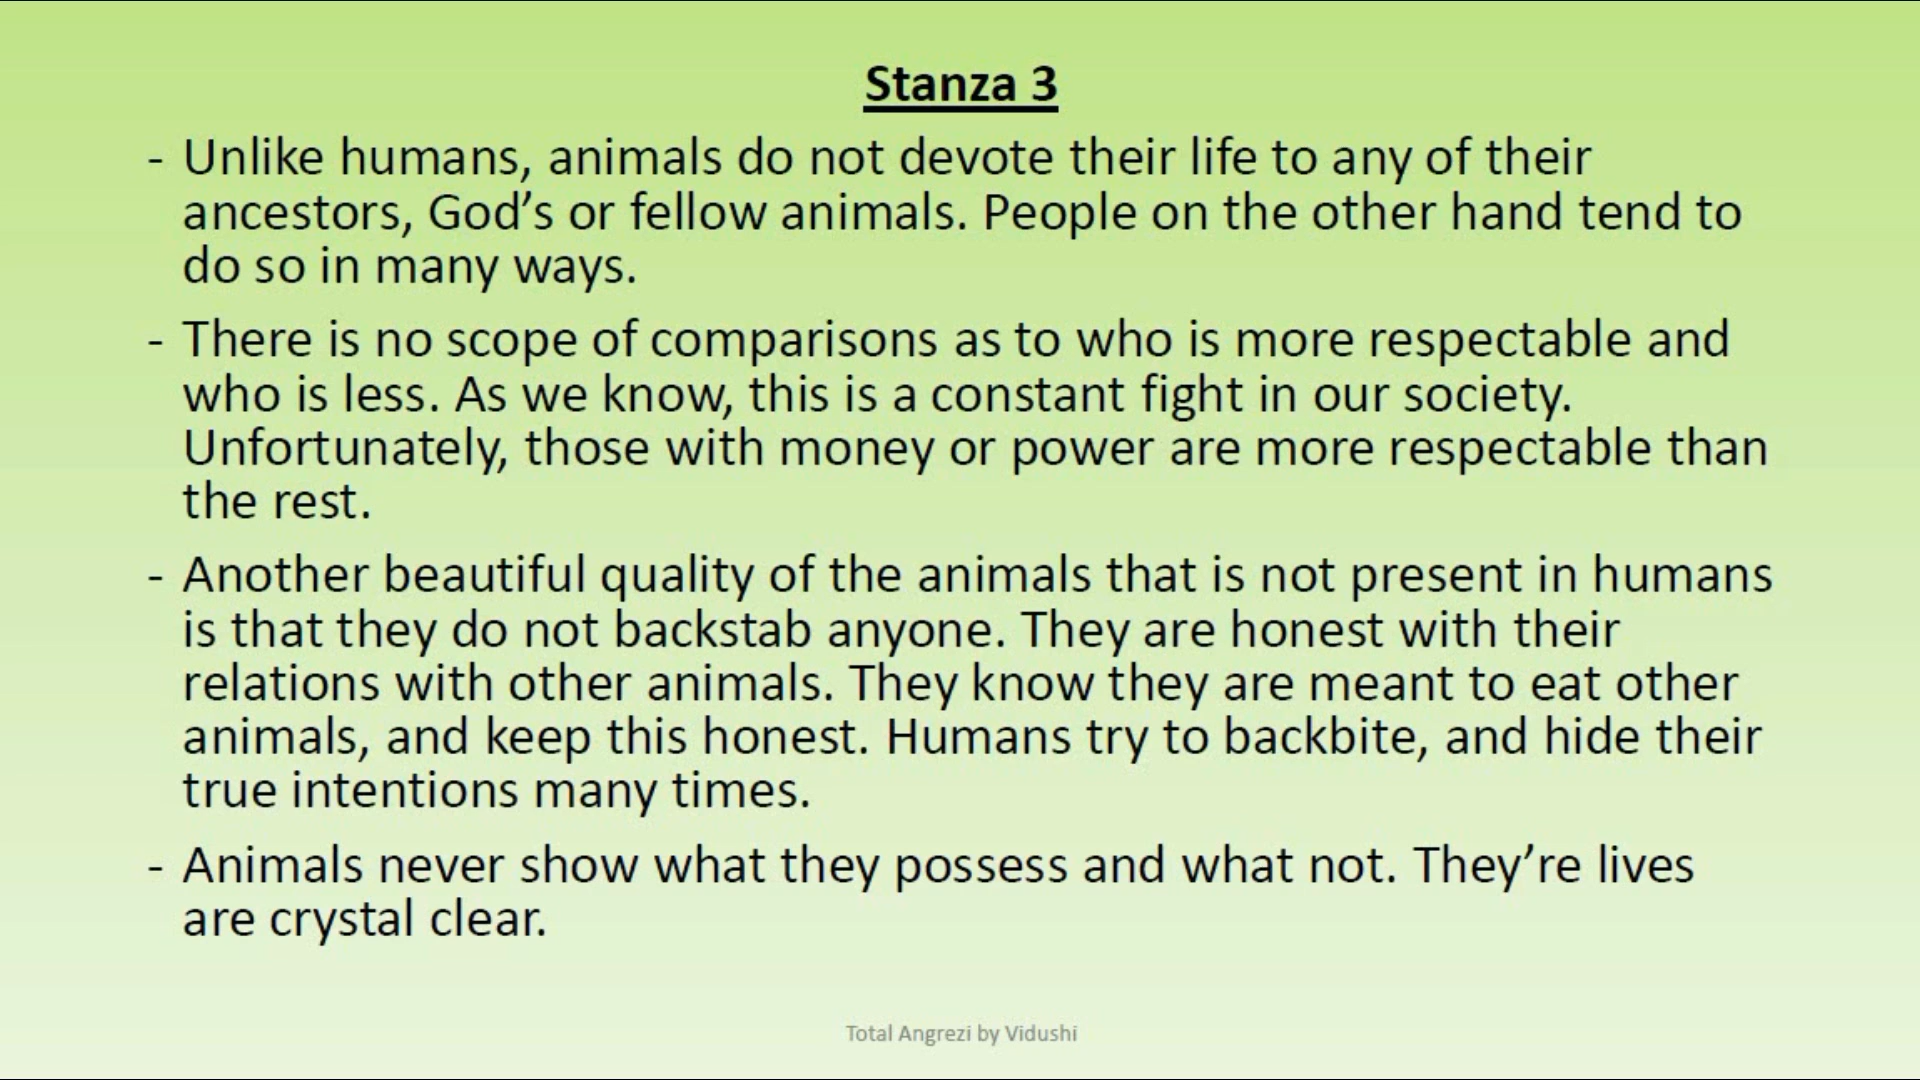 Stanza 3
- Unlike humans, animals do not devote their life to any of their
ancestors, God’s or fellow animals. People on the other hand tend to
do so in many ways.
- There is no scope of comparisons as to who is more respectable and
who is less. As we know, this is a constant fight in our society.
Unfortunately, those with money or power are more respectable than
the rest.
- Another beautiful quality of the animals that is not present in humans
is that they do not backstab anyone. They are honest with their
relations with other animals. They know they are meant to eat other
animals, and keep this honest. Humans try to backbite, and hide their
true intentions many times.
- Animals never show what they possess and what not. They’re lives
are crystal clear.
Total Angrezi by Vidushi